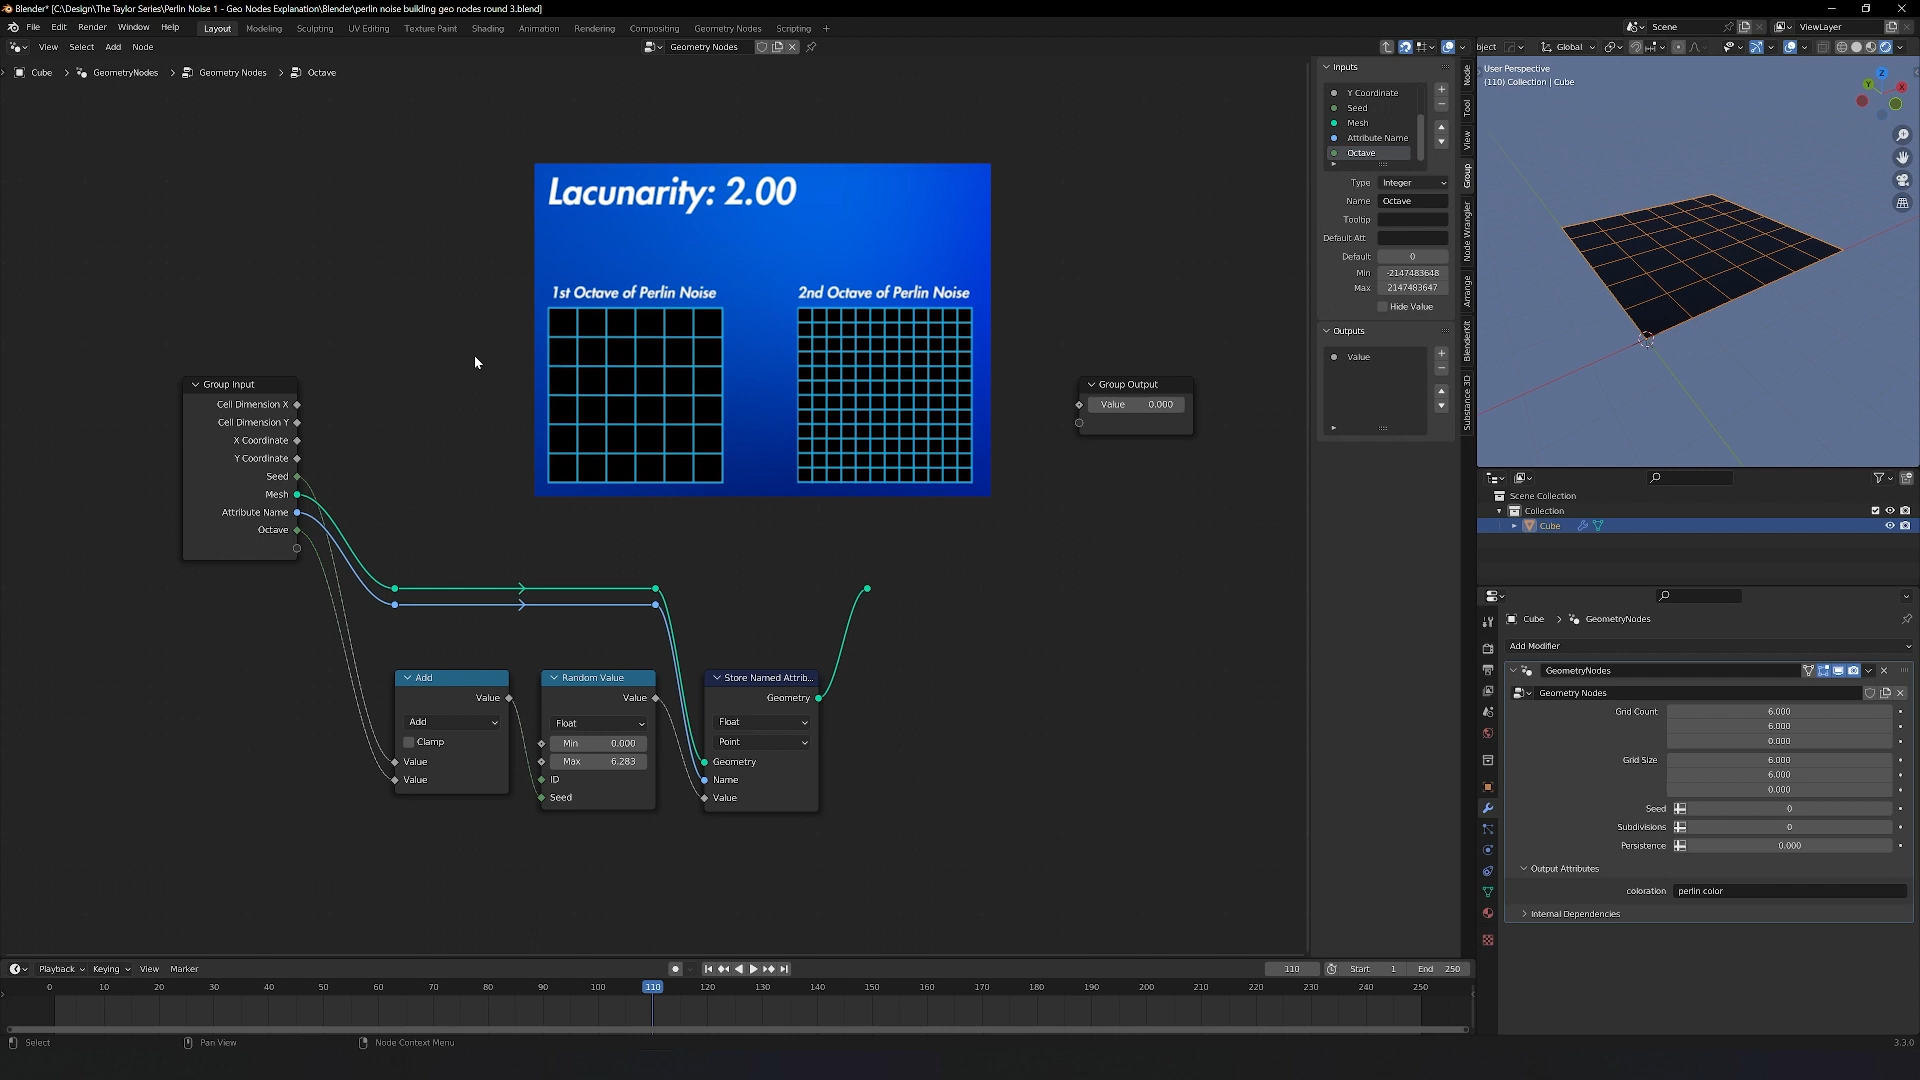 Blender* [C:\Design\The Taylor Series\Perlin Noise 1 - Geo Nodes Explanation\Blender\perlin noise building geo nodes round 3.blend]
File Edit Render Window Help Layout Modeling Sculpting UV Editing Texture Paint Shading Animation Rendering Compositing Geometry Nodes Scripting + Scene ViewLayer
View Select Add Node Geometry Nodes bject Global
Cube > GeometryNodes > Geometry Nodes > Octave
Inputs
Y Coordinate
Seed
Mesh
Attribute Name
Octave
Type Integer
Name Octave
Tooltip
Default Att
Default 0
Min -2147483648
Max 2147483647
Hide Value
Outputs
Value
Node
Tool
View
Group
Node Wrangler
Arrange
BlenderKit
Substance 3D
User Perspective
(110) Collection | Cube
Z
Y
X
Lacunarity: 2.00
1st Octave of Perlin Noise
2nd Octave of Perlin Noise
Group Input
Cell Dimension X
Cell Dimension Y
X Coordinate
Y Coordinate
Seed
Mesh
Attribute Name
Octave
Group Output
Value 0.000
Add
Value
Add
Clamp
Value
Value
Random Value
Value
Float
Min 0.000
Max 6.283
ID
Seed
Store Named Attrib...
Geometry
Float
Point
Geometry
Name
Value
Scene Collection
Collection
Cube
Cube > GeometryNodes
Add Modifier
GeometryNodes
Geometry Nodes
Grid Count 6.000
6.000
0.000
Grid Size 6.000
6.000
0.000
Seed 0
Subdivisions 0
Persistence 0.000
Output Attributes
coloration perlin color
Internal Dependencies
Playback Keying View Marker 110 Start 1 End 250
0 10 20 30 40 50 60 70 80 90 100 110 120 130 140 150 160 170 180 190 200 210 220 230 240 250
Select Pan View Node Context Menu 3.3.0